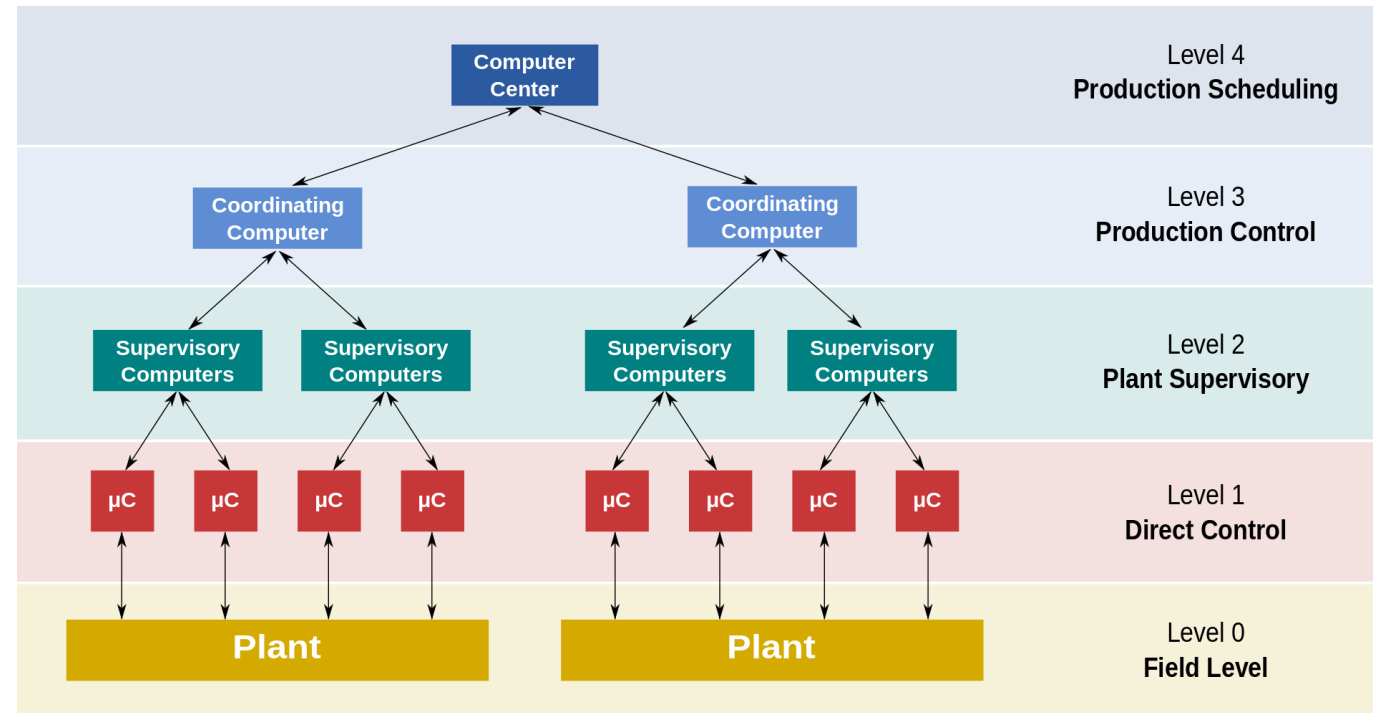 Computer
Center
Level 4
Production Scheduling
Coordinating
Computer
Coordinating
Computer
Level 3
Production Control
Supervisory
Computers
Supervisory
Computers
Supervisory
Computers
Supervisory
Computers
Level 2
Plant Supervisory
μC
μC
μC
μC
μC
μC
μC
μC
Level 1
Direct Control
Plant
Plant
Level 0
Field Level